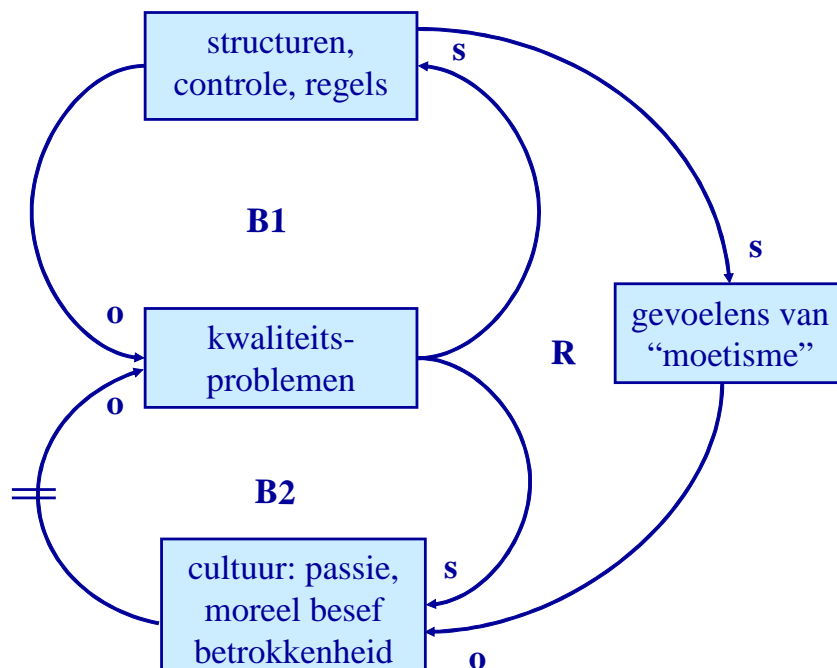 structuren,
controle, regels
s
B1
s
o
kwaliteits-
problemen
gevoelens van
“moetisme”
R
o
B2
cultuur: passie,
moreel besef
betrokkenheid
s
o